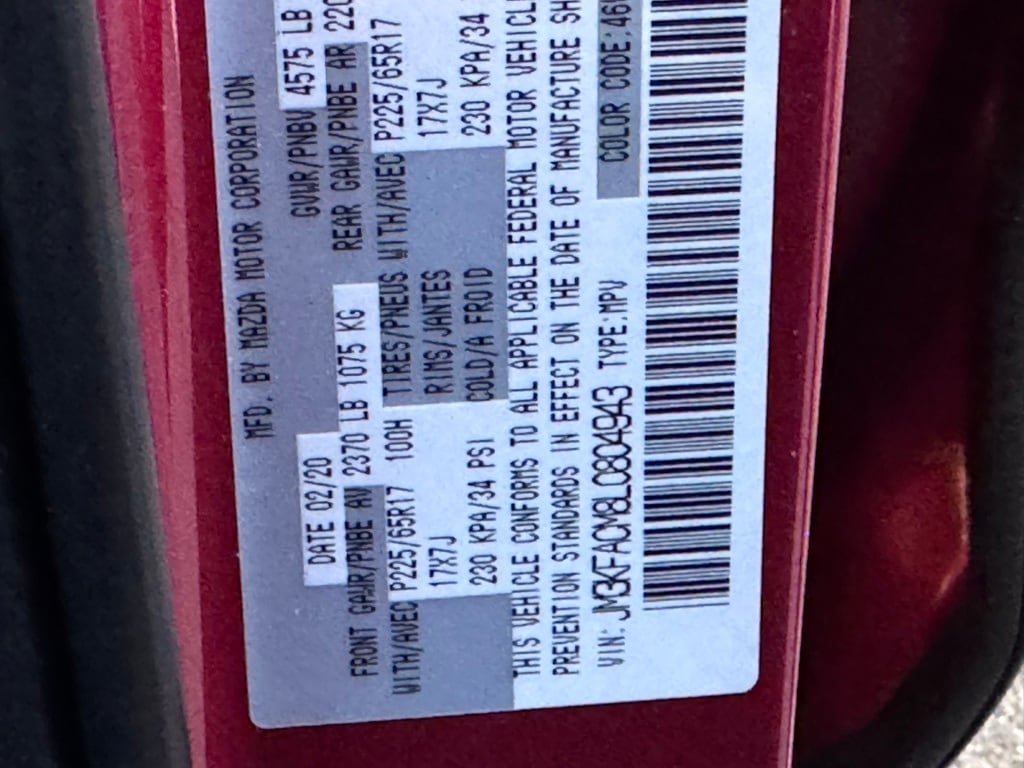 MFD. BY MAZDA MOTOR CORPORATION
DATE 02/20 GVWR/PNBV 4575 LB
FRONT GAWR/PNBE AV 2370 LB 1075 KG REAR GAWR/PNBE AR 220
WITH/AVEC P225/65R17 100H TIRES/PNEUS WITH/AVEC P225/65R17
17X7J RIMS/JANTES 17X7J
230 KPA/34 PSI COLD/A FROID 230 KPA/34
THIS VEHICLE CONFORMS TO ALL APPLICABLE FEDERAL MOTOR VEHICL
PREVENTION STANDARDS IN EFFECT ON THE DATE OF MANUFACTURE SH
VIN: JM3KFACM8L0804943 TYPE:MPV COLOR CODE:46